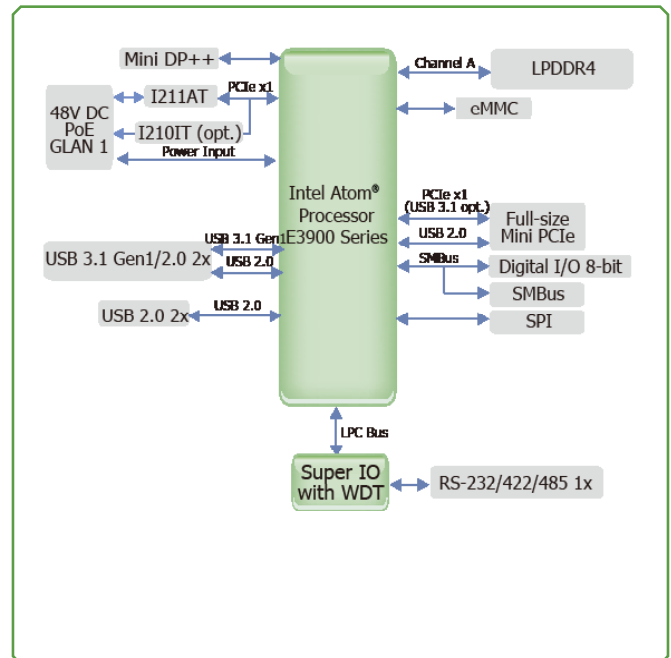 Mini DP++
Channel A
LPDDR4
PCIe x1
I211AT
eMMC
48V DC
PoE
GLAN 1
I210IT (opt.)
Power Input
Intel Atom®
Processor
E3900 Series
PCIe x1
(USB 3.1 opt.)
Full-size
Mini PCIe
USB 2.0
USB 3.1 Gen1
USB 3.1 Gen1/2.0 2x
USB 2.0
SMBus
Digital I/O 8-bit
SMBus
USB 2.0 2x
USB 2.0
SPI
LPC Bus
Super IO
with WDT
RS-232/422/485 1x